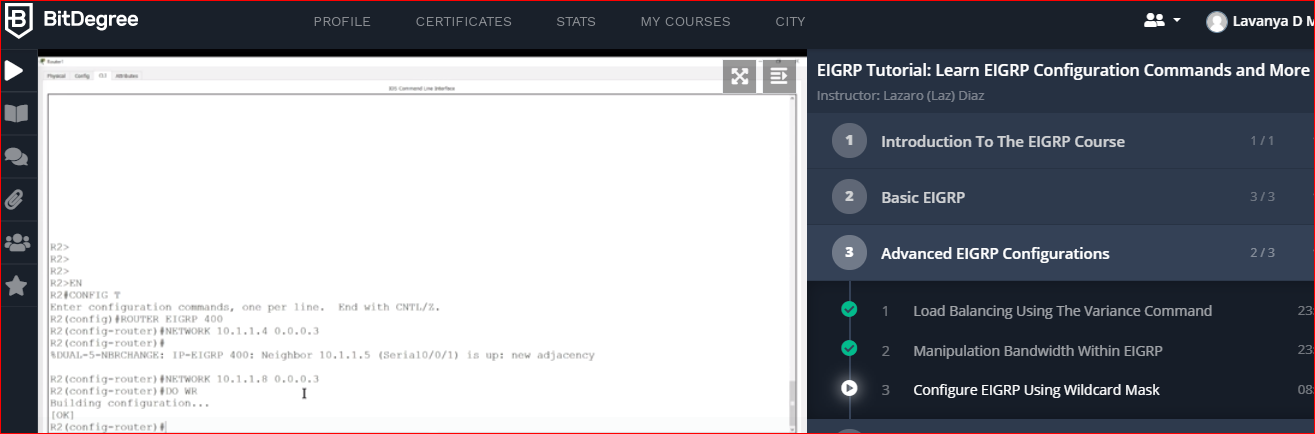 BitDegree
PROFILE CERTIFICATES STATS MY COURSES CITY
Lavanya D M
Router1
Physical Config CLI Attributes
IOS Command Line Interface
R2>
R2>
R2>
R2>EN
R2#CONFIG T
Enter configuration commands, one per line. End with CNTL/Z.
R2(config)#ROUTER EIGRP 400
R2(config-router)#NETWORK 10.1.1.4 0.0.0.3
R2(config-router)#
%DUAL-5-NBRCHANGE: IP-EIGRP 400: Neighbor 10.1.1.5 (Serial0/0/1) is up: new adjacency
R2(config-router)#NETWORK 10.1.1.8 0.0.0.3
R2(config-router)#DO WR
Building configuration...
[OK]
R2(config-router)#
EIGRP Tutorial: Learn EIGRP Configuration Commands and More
Instructor: Lazaro (Laz) Diaz
1 Introduction To The EIGRP Course 1 / 1
2 Basic EIGRP 3 / 3
3 Advanced EIGRP Configurations 2 / 3
1 Load Balancing Using The Variance Command 23:
2 Manipulation Bandwidth Within EIGRP 23:
3 Configure EIGRP Using Wildcard Mask 08: